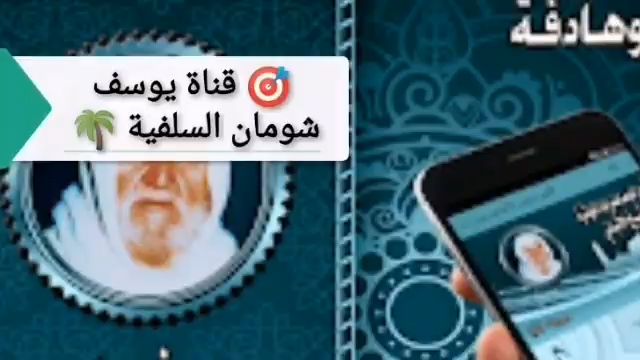 وهادفة
🎯 قناة يوسف
شومان السلفية 🌴